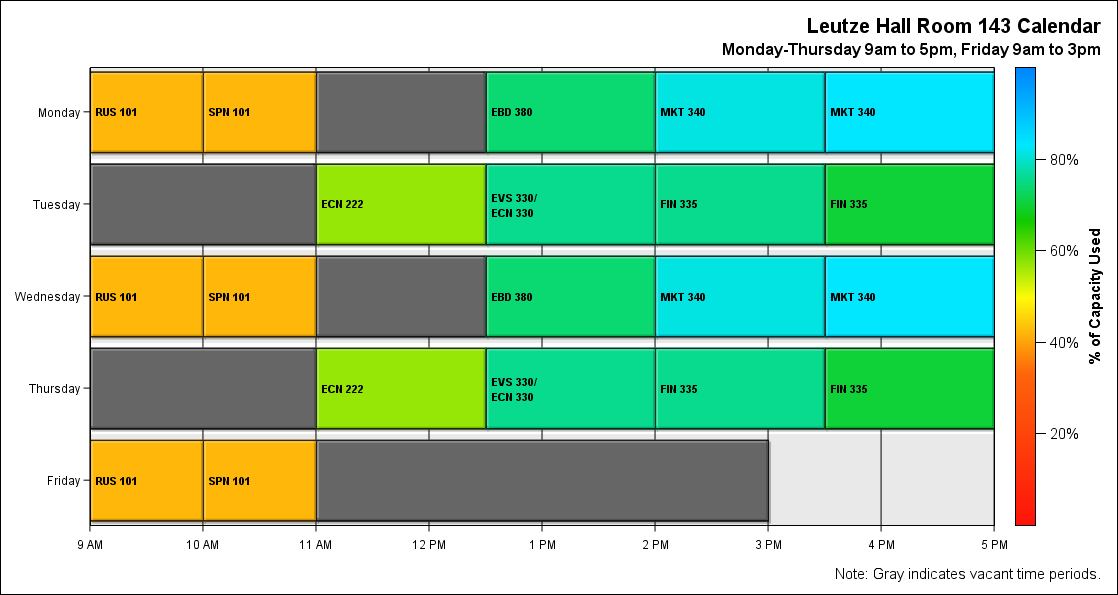 Leutze Hall Room 143 Calendar
Monday-Thursday 9am to 5pm, Friday 9am to 3pm
Monday
RUS 101
SPN 101
EBD 380
MKT 340
MKT 340
Tuesday
ECN 222
EVS 330/
ECN 330
FIN 335
FIN 335
Wednesday
RUS 101
SPN 101
EBD 380
MKT 340
MKT 340
Thursday
ECN 222
EVS 330/
ECN 330
FIN 335
FIN 335
Friday
RUS 101
SPN 101
9 AM
10 AM
11 AM
12 PM
1 PM
2 PM
3 PM
4 PM
5 PM
80%
60%
40%
20%
% of Capacity Used
Note: Gray indicates vacant time periods.